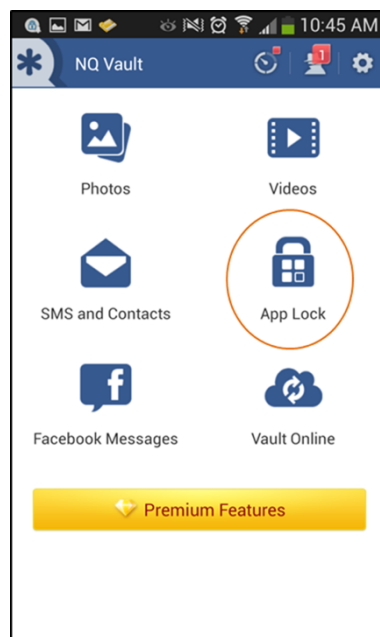 10:45 AM
NQ Vault
1
Photos
Videos
SMS and Contacts
App Lock
Facebook Messages
Vault Online
Premium Features